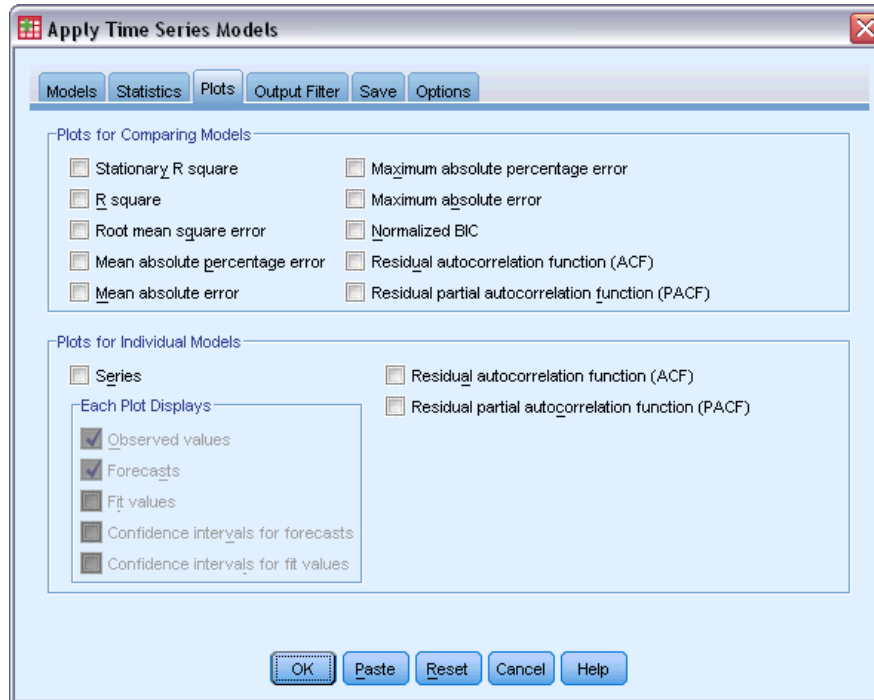 Apply Time Series Models
Models Statistics Plots Output Filter Save Options
Plots for Comparing Models
Stationary R square
R square
Root mean square error
Mean absolute percentage error
Mean absolute error
Maximum absolute percentage error
Maximum absolute error
Normalized BIC
Residual autocorrelation function (ACF)
Residual partial autocorrelation function (PACF)
Plots for Individual Models
Series
Each Plot Displays
Observed values
Forecasts
Fit values
Confidence intervals for forecasts
Confidence intervals for fit values
Residual autocorrelation function (ACF)
Residual partial autocorrelation function (PACF)
OK Paste Reset Cancel Help